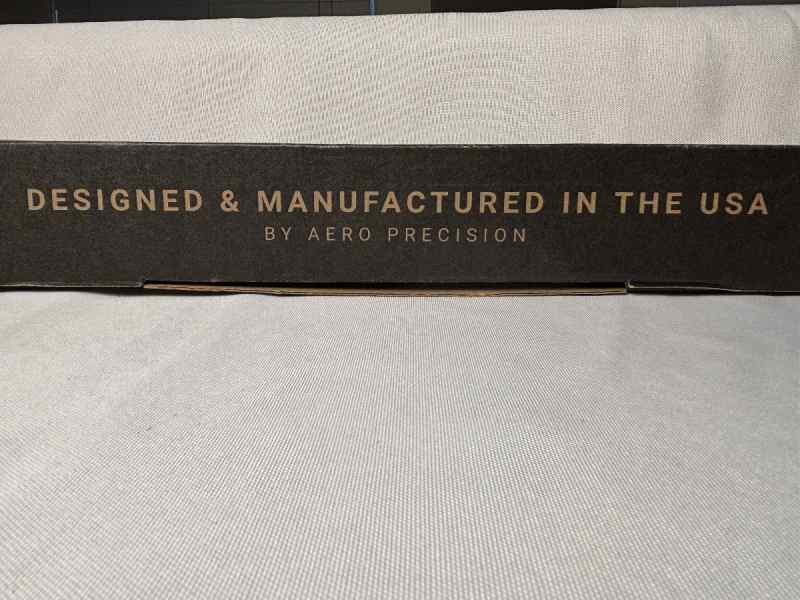 DESIGNED & MANUFACTURED IN THE USA
BY AERO PRECISION